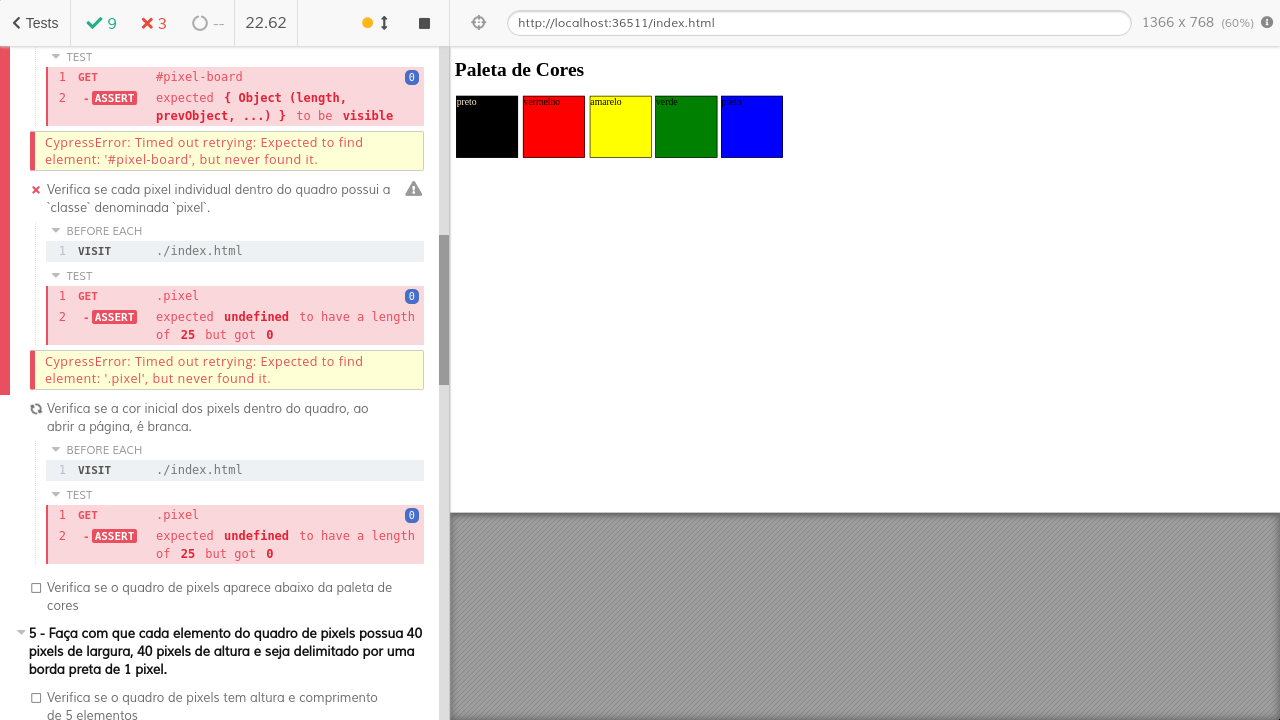 Tests
9
3
--
22.62
http://localhost:36511/index.html
1366 x 768 (60%)
TEST
1 GET #pixel-board 0
2 -ASSERT expected { Object (length,
prevObject, ...) } to be visible
CypressError: Timed out retrying: Expected to find
element: '#pixel-board', but never found it.
Verifica se cada pixel individual dentro do quadro possui a
`classe` denominada `pixel`.
BEFORE EACH
1 VISIT ./index.html
TEST
1 GET .pixel 0
2 -ASSERT expected undefined to have a length
of 25 but got 0
CypressError: Timed out retrying: Expected to find
element: '.pixel', but never found it.
Verifica se a cor inicial dos pixels dentro do quadro, ao
abrir a página, é branca.
BEFORE EACH
1 VISIT ./index.html
TEST
1 GET .pixel 0
2 -ASSERT expected undefined to have a length
of 25 but got 0
Verifica se o quadro de pixels aparece abaixo da paleta de
cores
5 - Faça com que cada elemento do quadro de pixels possua 40
pixels de largura, 40 pixels de altura e seja delimitado por uma
borda preta de 1 pixel.
Verifica se o quadro de pixels tem altura e comprimento
de 5 elementos
Paleta de Cores
preto vermelho amarelo verde preto